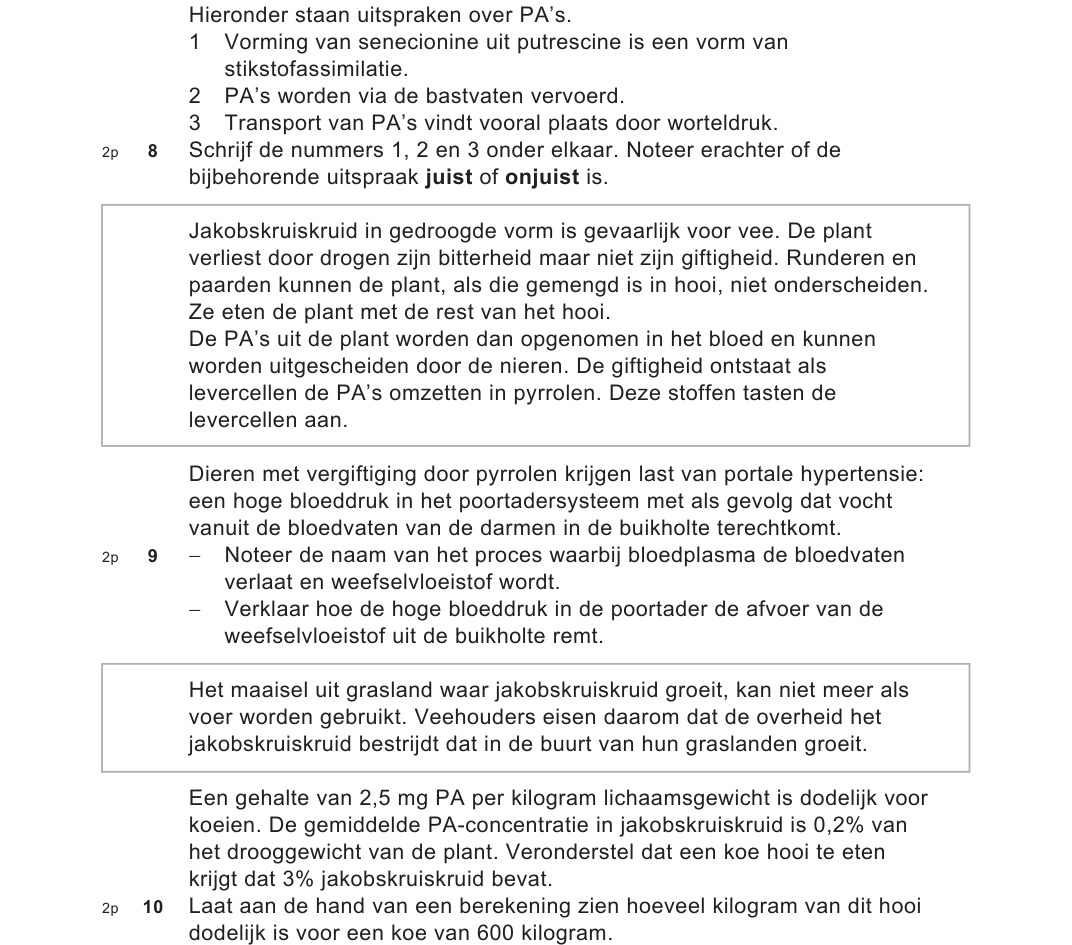 Hieronder staan uitspraken over PA’s.
1 Vorming van senecionine uit putrescine is een vorm van
stikstofassimilatie.
2 PA’s worden via de bastvaten vervoerd.
3 Transport van PA’s vindt vooral plaats door worteldruk.
2p 8 Schrijf de nummers 1, 2 en 3 onder elkaar. Noteer erachter of de
bijbehorende uitspraak juist of onjuist is.
Jakobskruiskruid in gedroogde vorm is gevaarlijk voor vee. De plant
verliest door drogen zijn bitterheid maar niet zijn giftigheid. Runderen en
paarden kunnen de plant, als die gemengd is in hooi, niet onderscheiden.
Ze eten de plant met de rest van het hooi.
De PA’s uit de plant worden dan opgenomen in het bloed en kunnen
worden uitgescheiden door de nieren. De giftigheid ontstaat als
levercellen de PA’s omzetten in pyrrolen. Deze stoffen tasten de
levercellen aan.
Dieren met vergiftiging door pyrrolen krijgen last van portale hypertensie:
een hoge bloeddruk in het poortadersysteem met als gevolg dat vocht
vanuit de bloedvaten van de darmen in de buikholte terechtkomt.
2p 9 – Noteer de naam van het proces waarbij bloedplasma de bloedvaten
verlaat en weefselvloeistof wordt.
– Verklaar hoe de hoge bloeddruk in de poortader de afvoer van de
weefselvloeistof uit de buikholte remt.
Het maaisel uit grasland waar jakobskruiskruid groeit, kan niet meer als
voer worden gebruikt. Veehouders eisen daarom dat de overheid het
jakobskruiskruid bestrijdt dat in de buurt van hun graslanden groeit.
Een gehalte van 2,5 mg PA per kilogram lichaamsgewicht is dodelijk voor
koeien. De gemiddelde PA-concentratie in jakobskruiskruid is 0,2% van
het drooggewicht van de plant. Veronderstel dat een koe hooi te eten
krijgt dat 3% jakobskruiskruid bevat.
2p 10 Laat aan de hand van een berekening zien hoeveel kilogram van dit hooi
dodelijk is voor een koe van 600 kilogram.